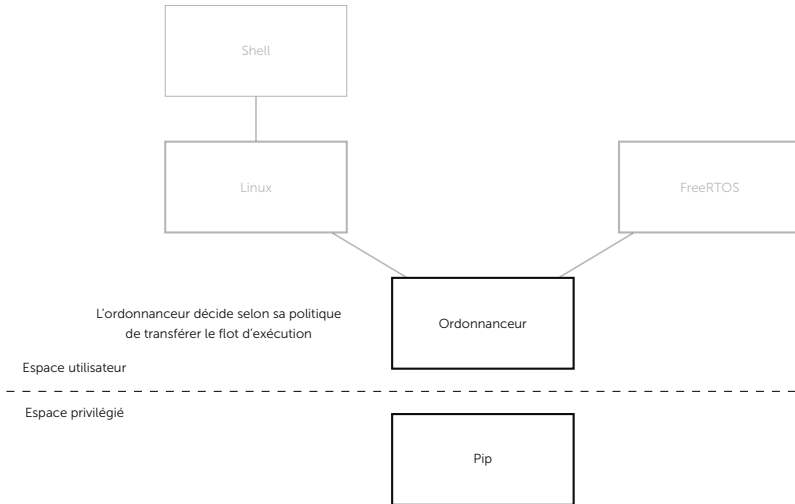 Shell
Linux
FreeRTOS
L’ordonnanceur décide selon sa politique
de transférer le flot d’exécution
Ordonnanceur
Espace utilisateur
Espace privilégié
Pip